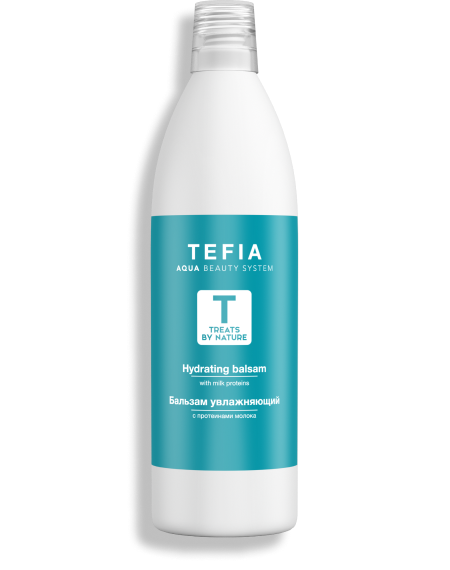 TEFIA
AQUA BEAUTY SYSTEM
T
TREATS
BY NATURE
Hydrating balsam
with milk proteins
Бальзам увлажняющий
с протеинами молока